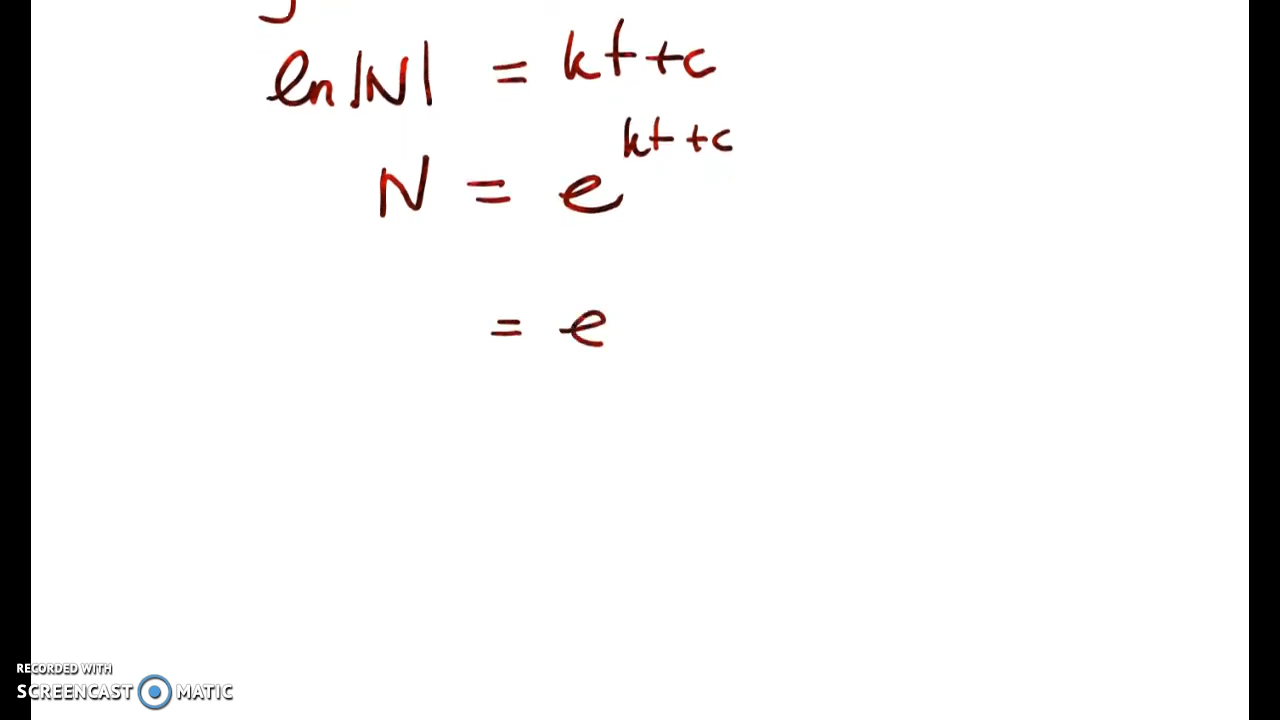 ln|N| = kt + c
N = e^{kt + c}
= e
RECORDED WITH
SCREENCAST MATIC